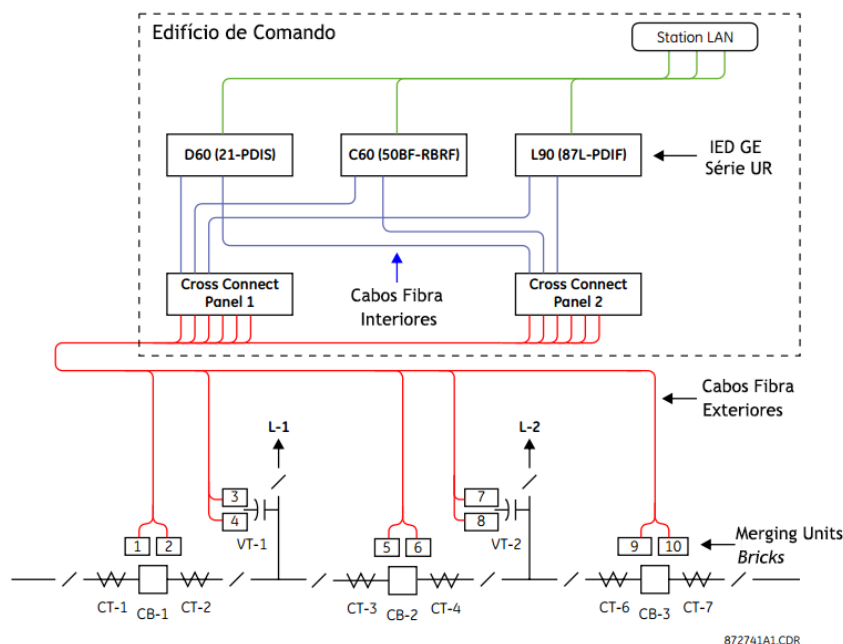 Edifício de Comando
Station LAN
D60 (21-PDIS)
C60 (50BF-RBRF)
L90 (87L-PDIF)
IED GE
Série UR
Cross Connect
Panel 1
Cabos Fibra
Interiores
Cross Connect
Panel 2
Cabos Fibra
Exteriores
L-1
L-2
3
4
VT-1
7
8
VT-2
1
2
5
6
9
10
Merging Units
Bricks
CT-1
CB-1
CT-2
CT-3
CB-2
CT-4
CT-6
CB-3
CT-7
872741A1.CDR